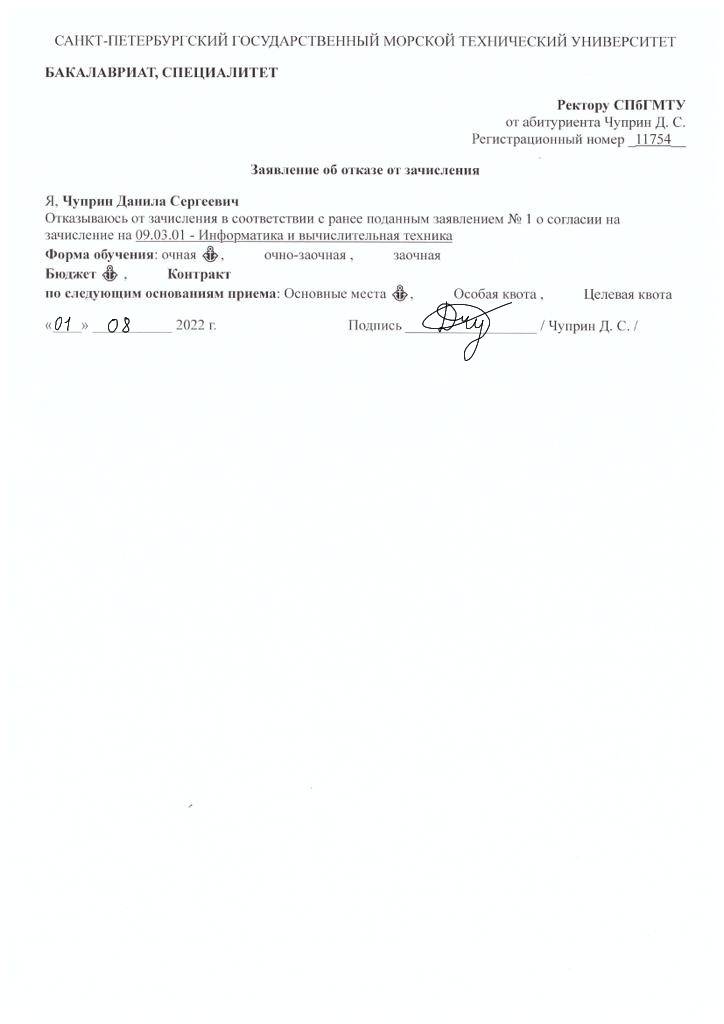 САНКТ-ПЕТЕРБУРГСКИЙ ГОСУДАРСТВЕННЫЙ МОРСКОЙ ТЕХНИЧЕСКИЙ УНИВЕРСИТЕТ
БАКАЛАВРИАТ, СПЕЦИАЛИТЕТ
Ректору СПбГМТУ
от абитуриента Чуприн Д. С.
Регистрационный номер _11754__
Заявление об отказе от зачисления
Я, Чуприн Данила Сергеевич
Отказываюсь от зачисления в соответствии с ранее поданным заявлением № 1 о согласии на
зачисление на 09.03.01 - Информатика и вычислительная техника
Форма обучения: очная , очно-заочная , заочная
Бюджет , Контракт
по следующим основаниям приема: Основные места , Особая квота , Целевая квота
«01» 08 2022 г. Подпись / Чуприн Д. С. /